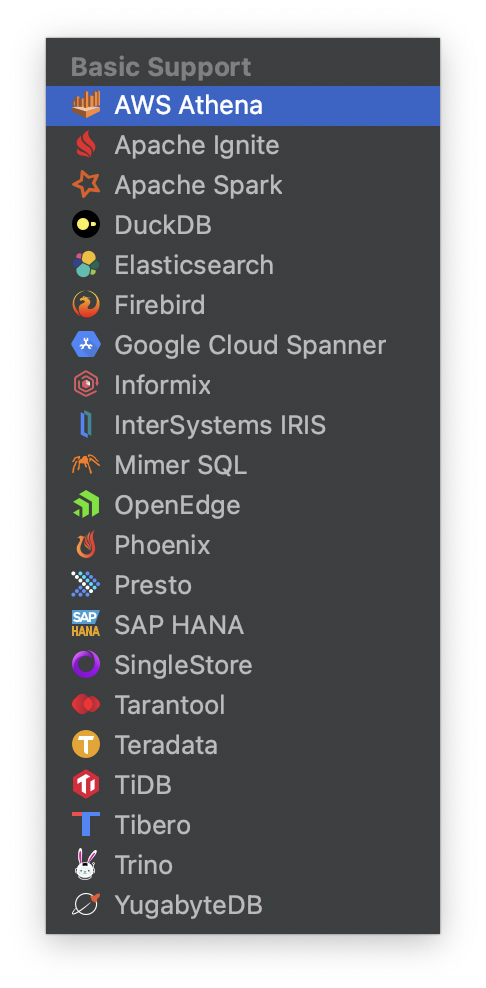 Basic Support
AWS Athena
Apache Ignite
Apache Spark
DuckDB
Elasticsearch
Firebird
Google Cloud Spanner
Informix
InterSystems IRIS
Mimer SQL
OpenEdge
Phoenix
Presto
SAP HANA SAP HANA
SingleStore
Tarantool
T Teradata
TiDB
Tibero
Trino
YugabyteDB